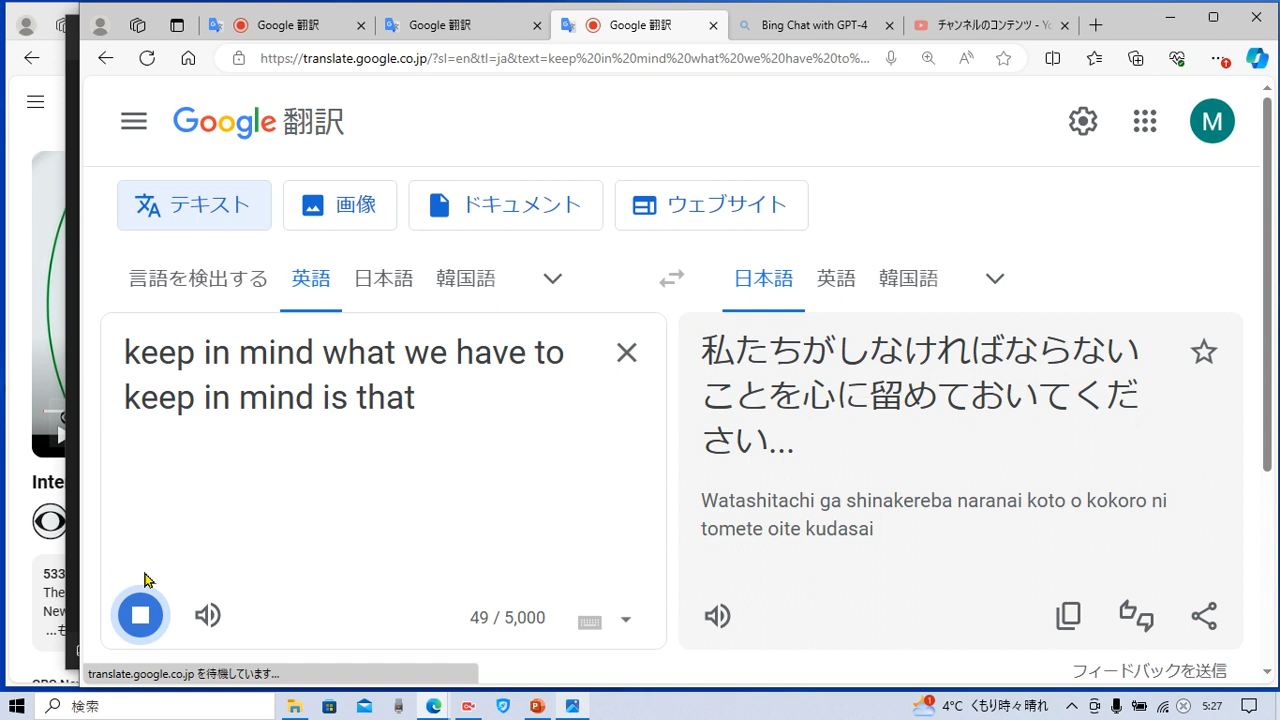 Google 翻訳
Google 翻訳
Google 翻訳
Bing Chat with GPT-4
チャンネルのコンテンツ - Yo
https://translate.google.co.jp/?sl=en&tl=ja&text=keep%20in%20mind%20what%20we%20have%20to%...
Google 翻訳
M
テキスト
画像
ドキュメント
ウェブサイト
言語を検出する
英語
日本語
韓国語
日本語
英語
韓国語
keep in mind what we have to
keep in mind is that
私たちがしなければならない
ことを心に留めておいてくだ
さい...
Watashitachi ga shinakereba naranai koto o kokoro ni
tomete oite kudasai
49 / 5,000
フィードバックを送信
translate.google.co.jp を待機しています...
Inte
533
The
New
...も
検索
1
4°C くもり時々晴れ
5:27